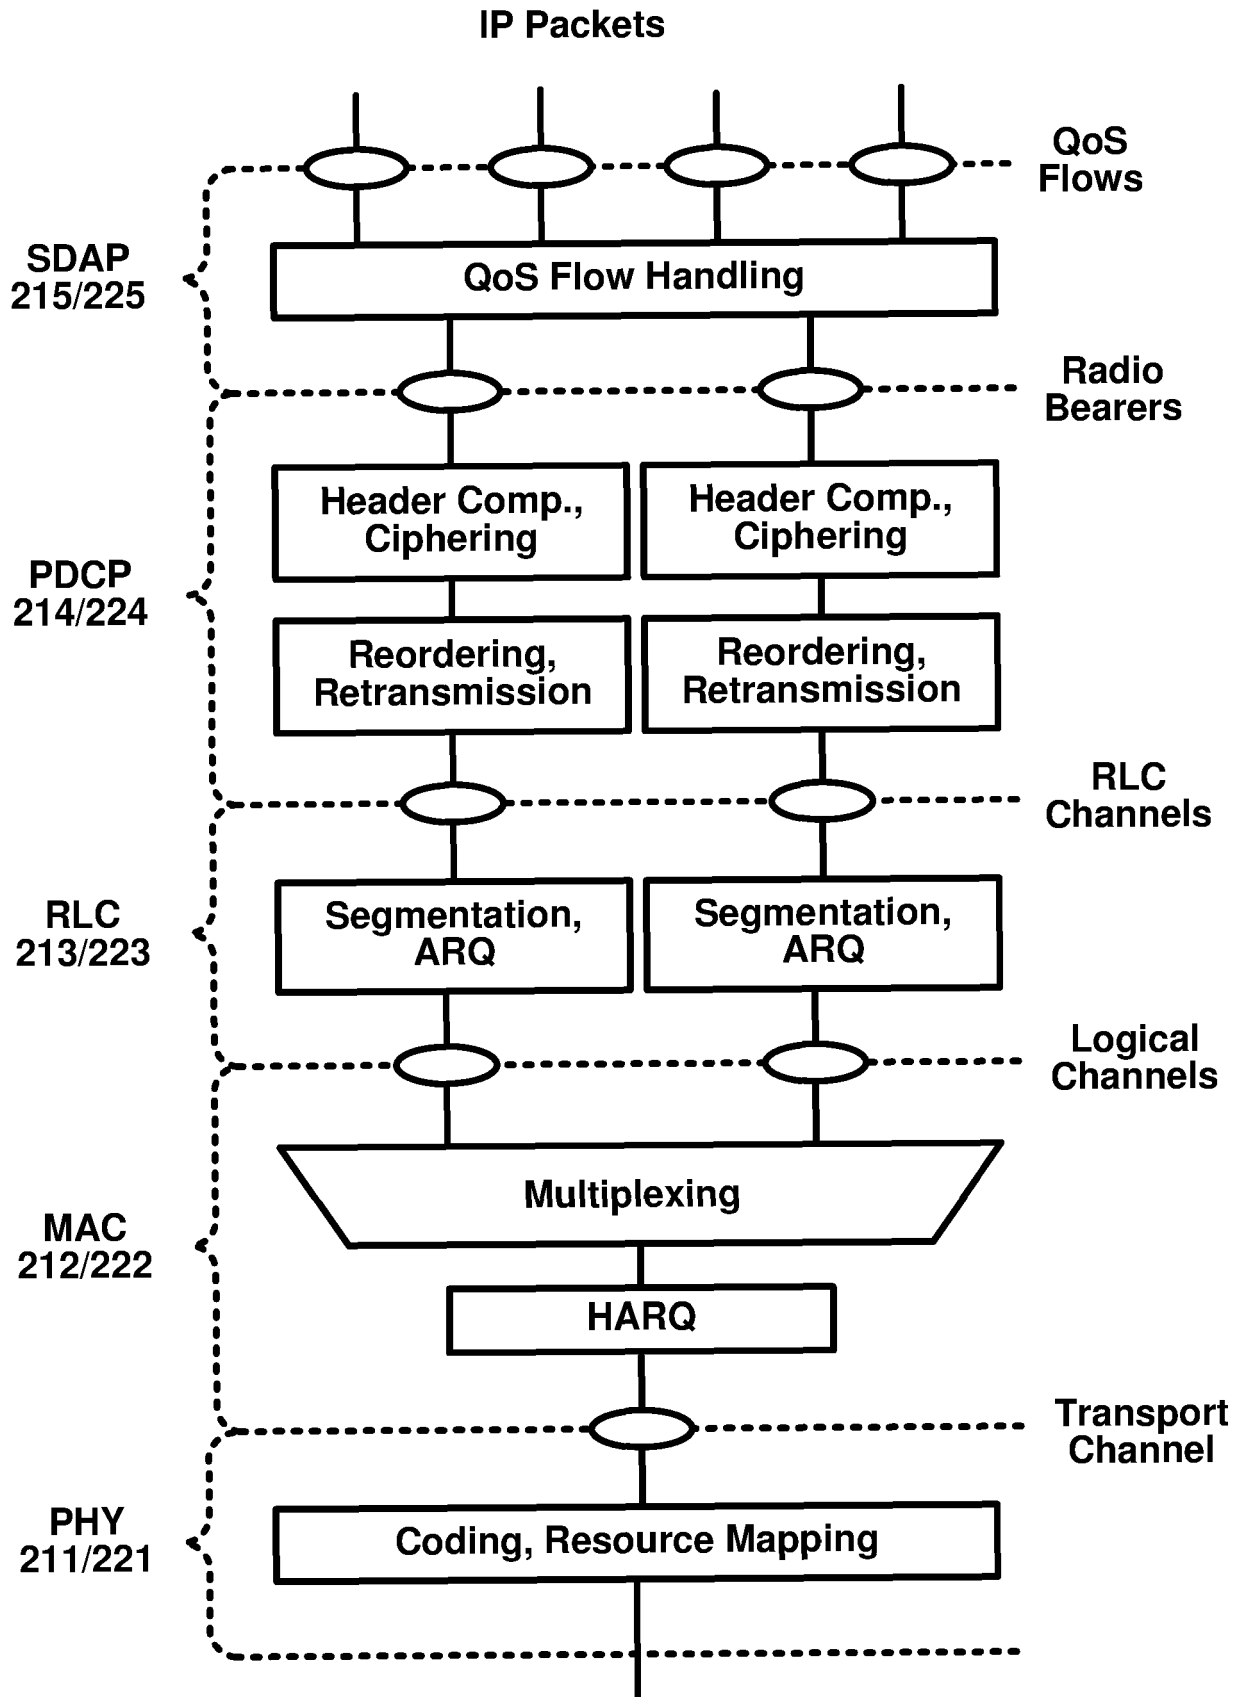 IP Packets
QoS
Flows
SDAP
215/225
QoS Flow Handling
Radio
Bearers
Header Comp.,
Ciphering
Header Comp.,
Ciphering
PDCP
214/224
Reordering,
Retransmission
Reordering,
Retransmission
RLC
Channels
RLC
213/223
Segmentation,
ARQ
Segmentation,
ARQ
Logical
Channels
Multiplexing
MAC
212/222
HARQ
Transport
Channel
PHY
211/221
Coding, Resource Mapping